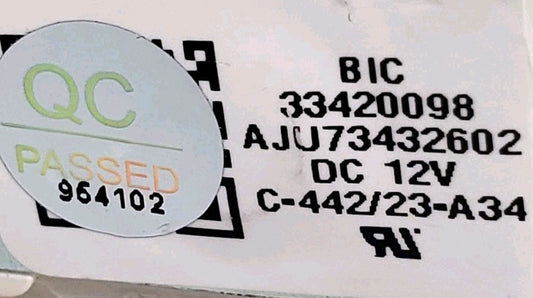 QC
PASSED
964102
BIC
33420098
AJU73432602
DC 12V
C-442/23-A34